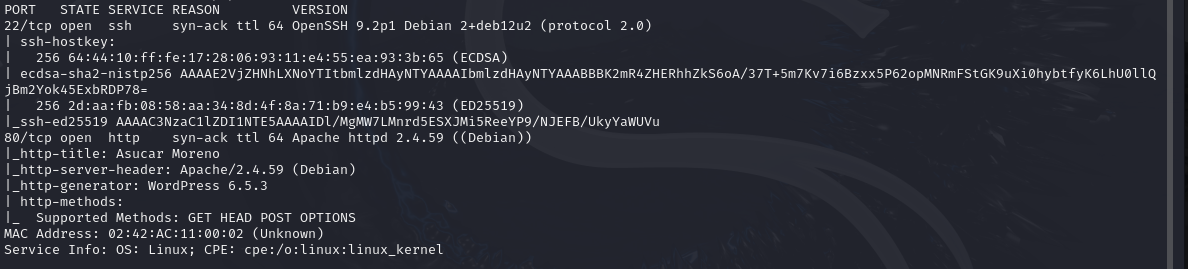 PORT   STATE SERVICE REASON         VERSION
22/tcp open  ssh     syn-ack ttl 64 OpenSSH 9.2p1 Debian 2+deb12u2 (protocol 2.0)
| ssh-hostkey:
|   256 64:44:10:ff:fe:17:28:06:93:11:e4:55:ea:93:3b:65 (ECDSA)
| ecdsa-sha2-nistp256 AAAAE2VjZHNhLXNoYTItbmlzdHAyNTYAAAAIbmlzdHAyNTYAAABBBK2mR4ZHERhhZkS6oA/37T+5m7Kv7i6Bzxx5P62opMNRmFStGK9uXi0hybtfyK6LhU0llQ
jBm2Yok45ExbRDP78=
|   256 2d:aa:fb:08:58:aa:34:8d:4f:8a:71:b9:e4:b5:99:43 (ED25519)
|_ssh-ed25519 AAAAC3NzaC1lZDI1NTE5AAAAIDl/MgMW7LMnrd5ESXJMi5ReeYP9/NJEFB/UkyYaWUVu
80/tcp open  http    syn-ack ttl 64 Apache httpd 2.4.59 ((Debian))
|_http-title: Asucar Moreno
|_http-server-header: Apache/2.4.59 (Debian)
|_http-generator: WordPress 6.5.3
| http-methods:
|_  Supported Methods: GET HEAD POST OPTIONS
MAC Address: 02:42:AC:11:00:02 (Unknown)
Service Info: OS: Linux; CPE: cpe:/o:linux:linux_kernel